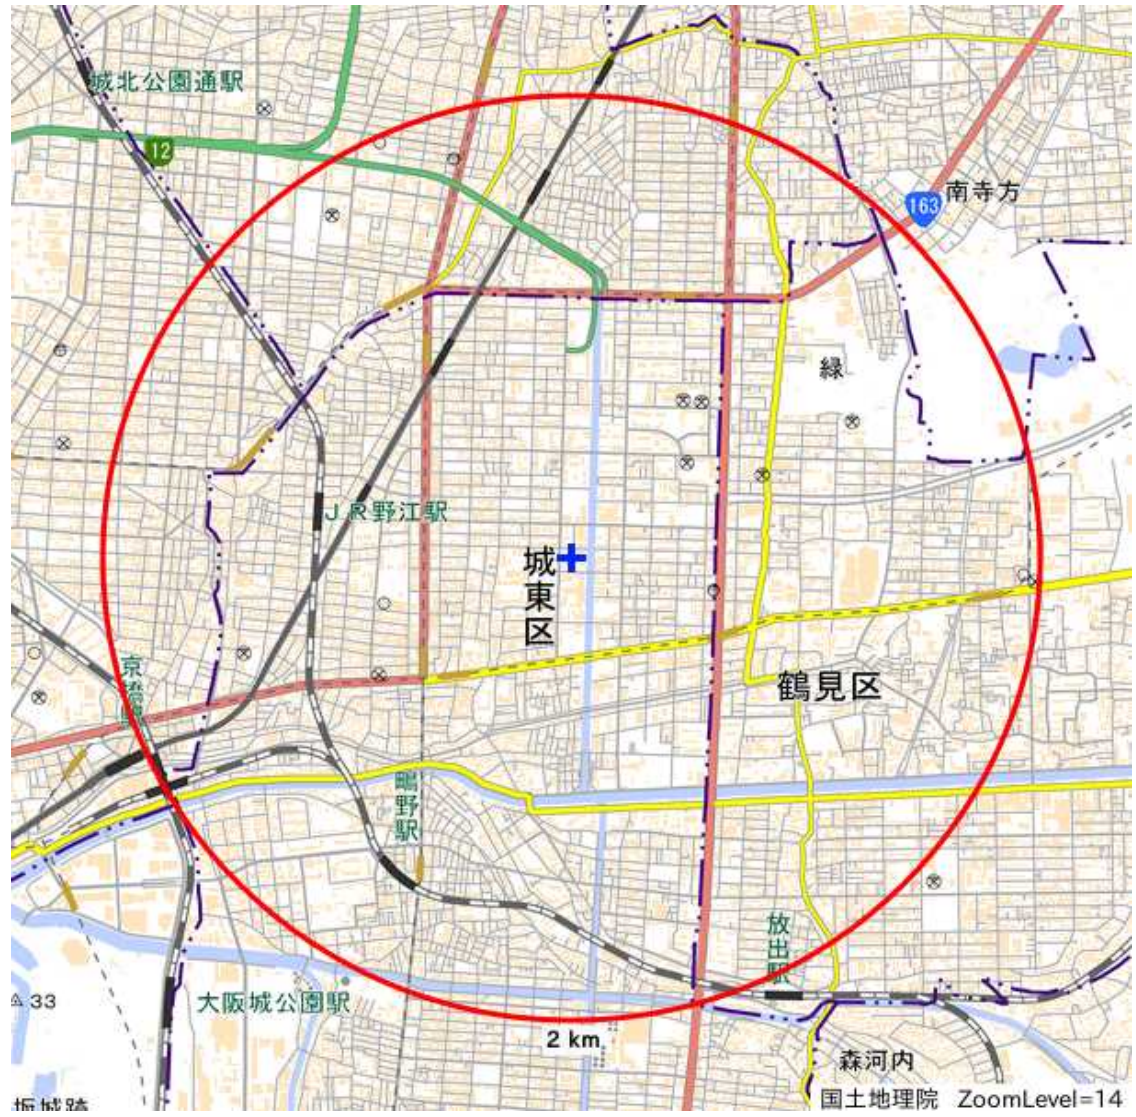 城北公園通駅
12
163
南寺方
緑
JR野江駅
城東区
京橋
鶴見区
鴫野駅
放出駅
大阪城公園駅
33
2 km
森河内
国土地理院 ZoomLevel=14